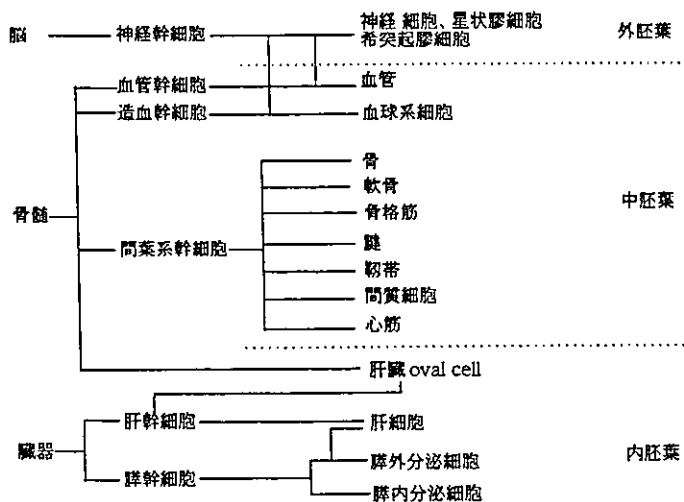 脳 神経幹細胞 神経 細胞、星状膠細胞
希突起膠細胞 外胚葉
血管幹細胞 血管
造血幹細胞 血球系細胞
骨
軟骨
骨格筋 中胚葉
骨髄
間葉系幹細胞 腱
靭帯
間質細胞
心筋
肝臓 oval cell
肝幹細胞 肝細胞
臓器 内胚葉
膵外分泌細胞
膵幹細胞
膵内分泌細胞